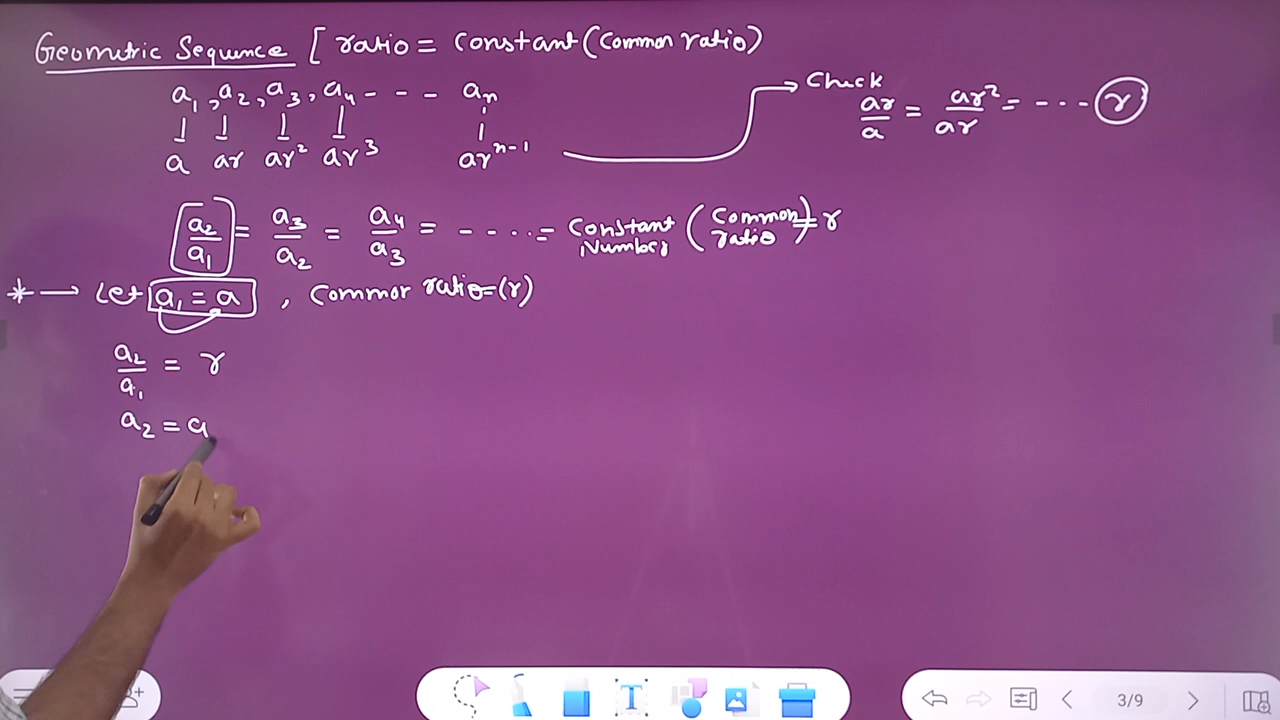 Geometric Sequence [ ratio = Constant (Common ratio)
a₁, a₂, a₃, a₄ - - - aₙ
a ar ar² ar³ arⁿ⁻¹
Check
ar/a = ar²/ar = - - - r
a₂/a₁ = a₃/a₂ = a₄/a₃ = - - - . . = Constant Number (Common ratio) = r
* → Let a₁ = a , Common ratio = (r)
a₂/a₁ = r
a₂ = a
T
3/9